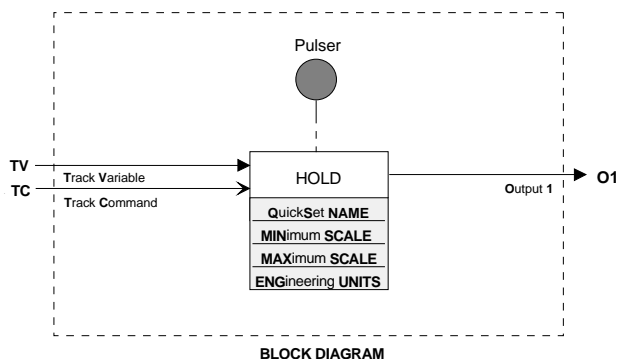 Pulser
TV
Track Variable
TC
Track Command
HOLD
Output 1
O1
QuickSet NAME
MINimum SCALE
MAXimum SCALE
ENGineering UNITS
BLOCK DIAGRAM